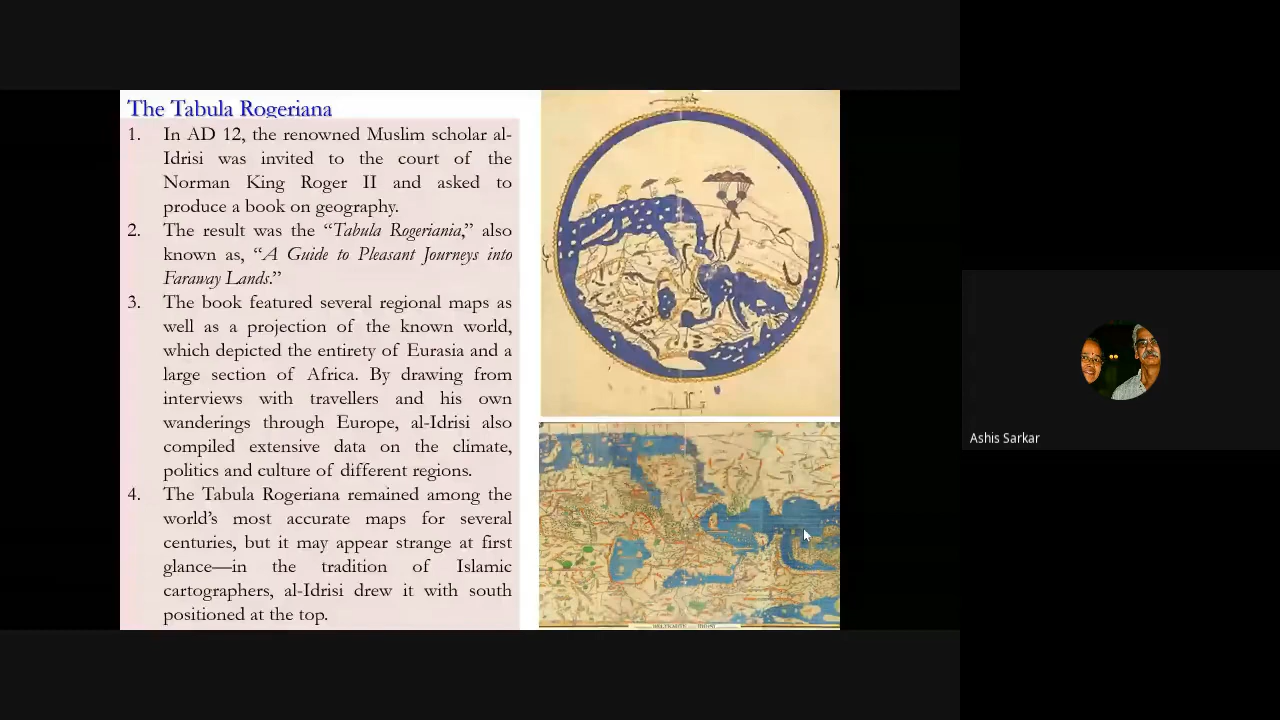 The Tabula Rogeriana
1. In AD 12, the renowned Muslim scholar al-
Idrisi was invited to the court of the
Norman King Roger II and asked to
produce a book on geography.
2. The result was the “Tabula Rogeriania,” also
known as, “A Guide to Pleasant Journeys into
Faraway Lands.”
3. The book featured several regional maps as
well as a projection of the known world,
which depicted the entirety of Eurasia and a
large section of Africa. By drawing from
interviews with travellers and his own
wanderings through Europe, al-Idrisi also
compiled extensive data on the climate,
politics and culture of different regions.
4. The Tabula Rogeriana remained among the
world’s most accurate maps for several
centuries, but it may appear strange at first
glance—in the tradition of Islamic
cartographers, al-Idrisi drew it with south
positioned at the top.
Ashis Sarkar